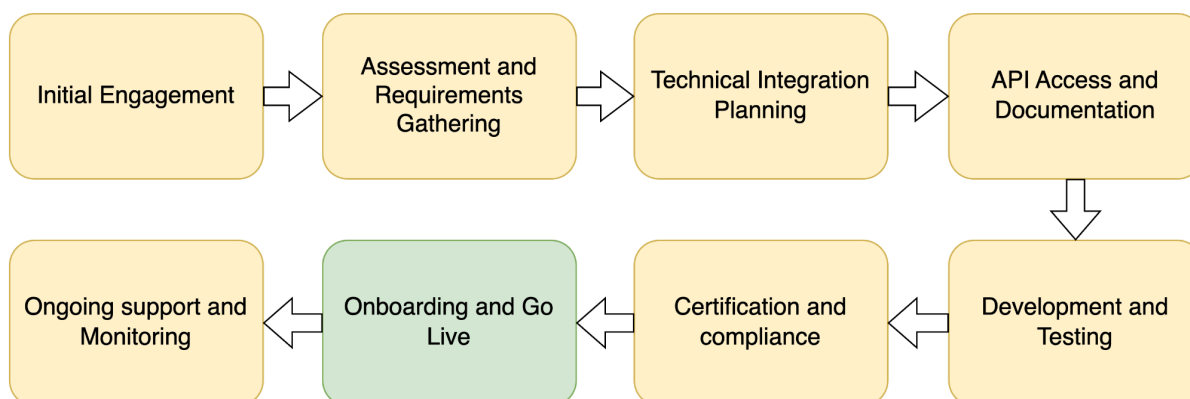 Initial Engagement
Assessment and
Requirements
Gathering
Technical Integration
Planning
API Access and
Documentation
Development and
Testing
Certification and
compliance
Onboarding and Go
Live
Ongoing support and
Monitoring